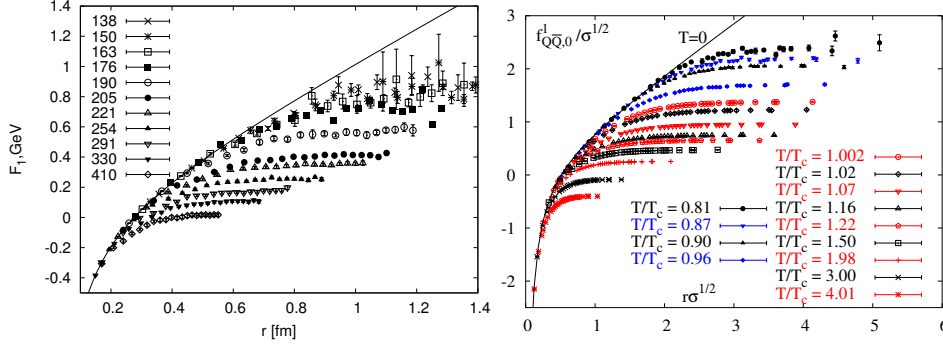 F₁,GeV
1.4
1.2
1
0.8
0.6
0.4
0.2
0
-0.2
-0.4
138
150
163
176
190
205
221
254
291
330
410
0.2 0.4 0.6 0.8 1 1.2 1.4
r [fm]
3
2
1
0
-1
-2
f¹QQ̅,0/σ^1/2
T=0
T/Tc = 0.81
T/Tc = 0.87
T/Tc = 0.90
T/Tc = 0.96
T/Tc = 1.002
T/Tc = 1.02
T/Tc = 1.07
T/Tc = 1.16
T/Tc = 1.22
T/Tc = 1.50
T/Tc = 1.98
T/Tc = 3.00
T/Tc = 4.01
rσ^1/2
0 1 2 3 4 5 6